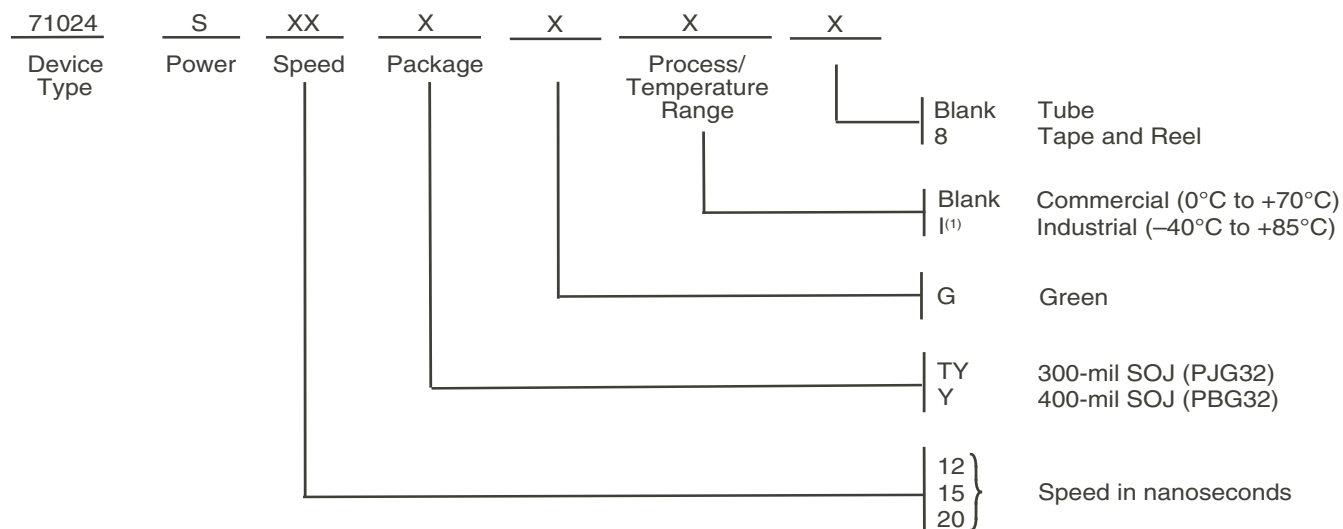 71024 S XX X X X X
Device Type
Power
Speed
Package
Process/
Temperature
Range
Blank Tube
8 Tape and Reel
Blank Commercial (0°C to +70°C)
I(1) Industrial (–40°C to +85°C)
G Green
TY 300-mil SOJ (PJG32)
Y 400-mil SOJ (PBG32)
12
15
20
Speed in nanoseconds